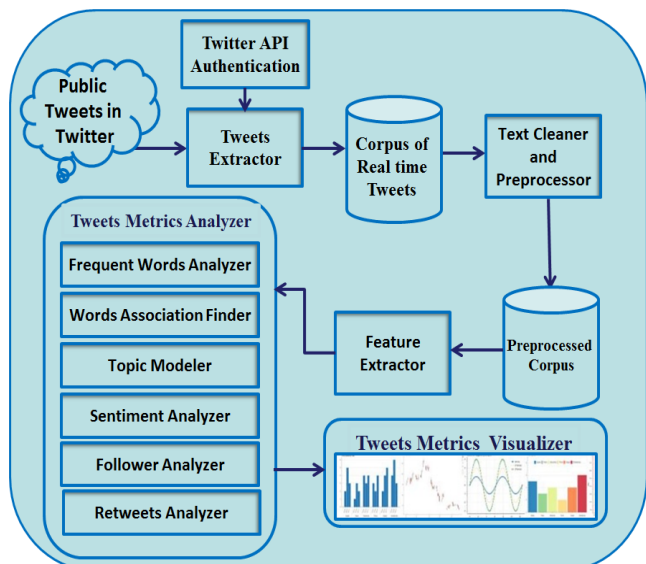 Twitter API
Authentication
Public
Tweets in
Twitter
Tweets
Extractor
Corpus of
Real time
Tweets
Text Cleaner
and
Preprocessor
Tweets Metrics Analyzer
Frequent Words Analyzer
Words Association Finder
Topic Modeler
Sentiment Analyzer
Follower Analyzer
Retweets Analyzer
Feature
Extractor
Preprocessed
Corpus
Tweets Metrics Visualizer